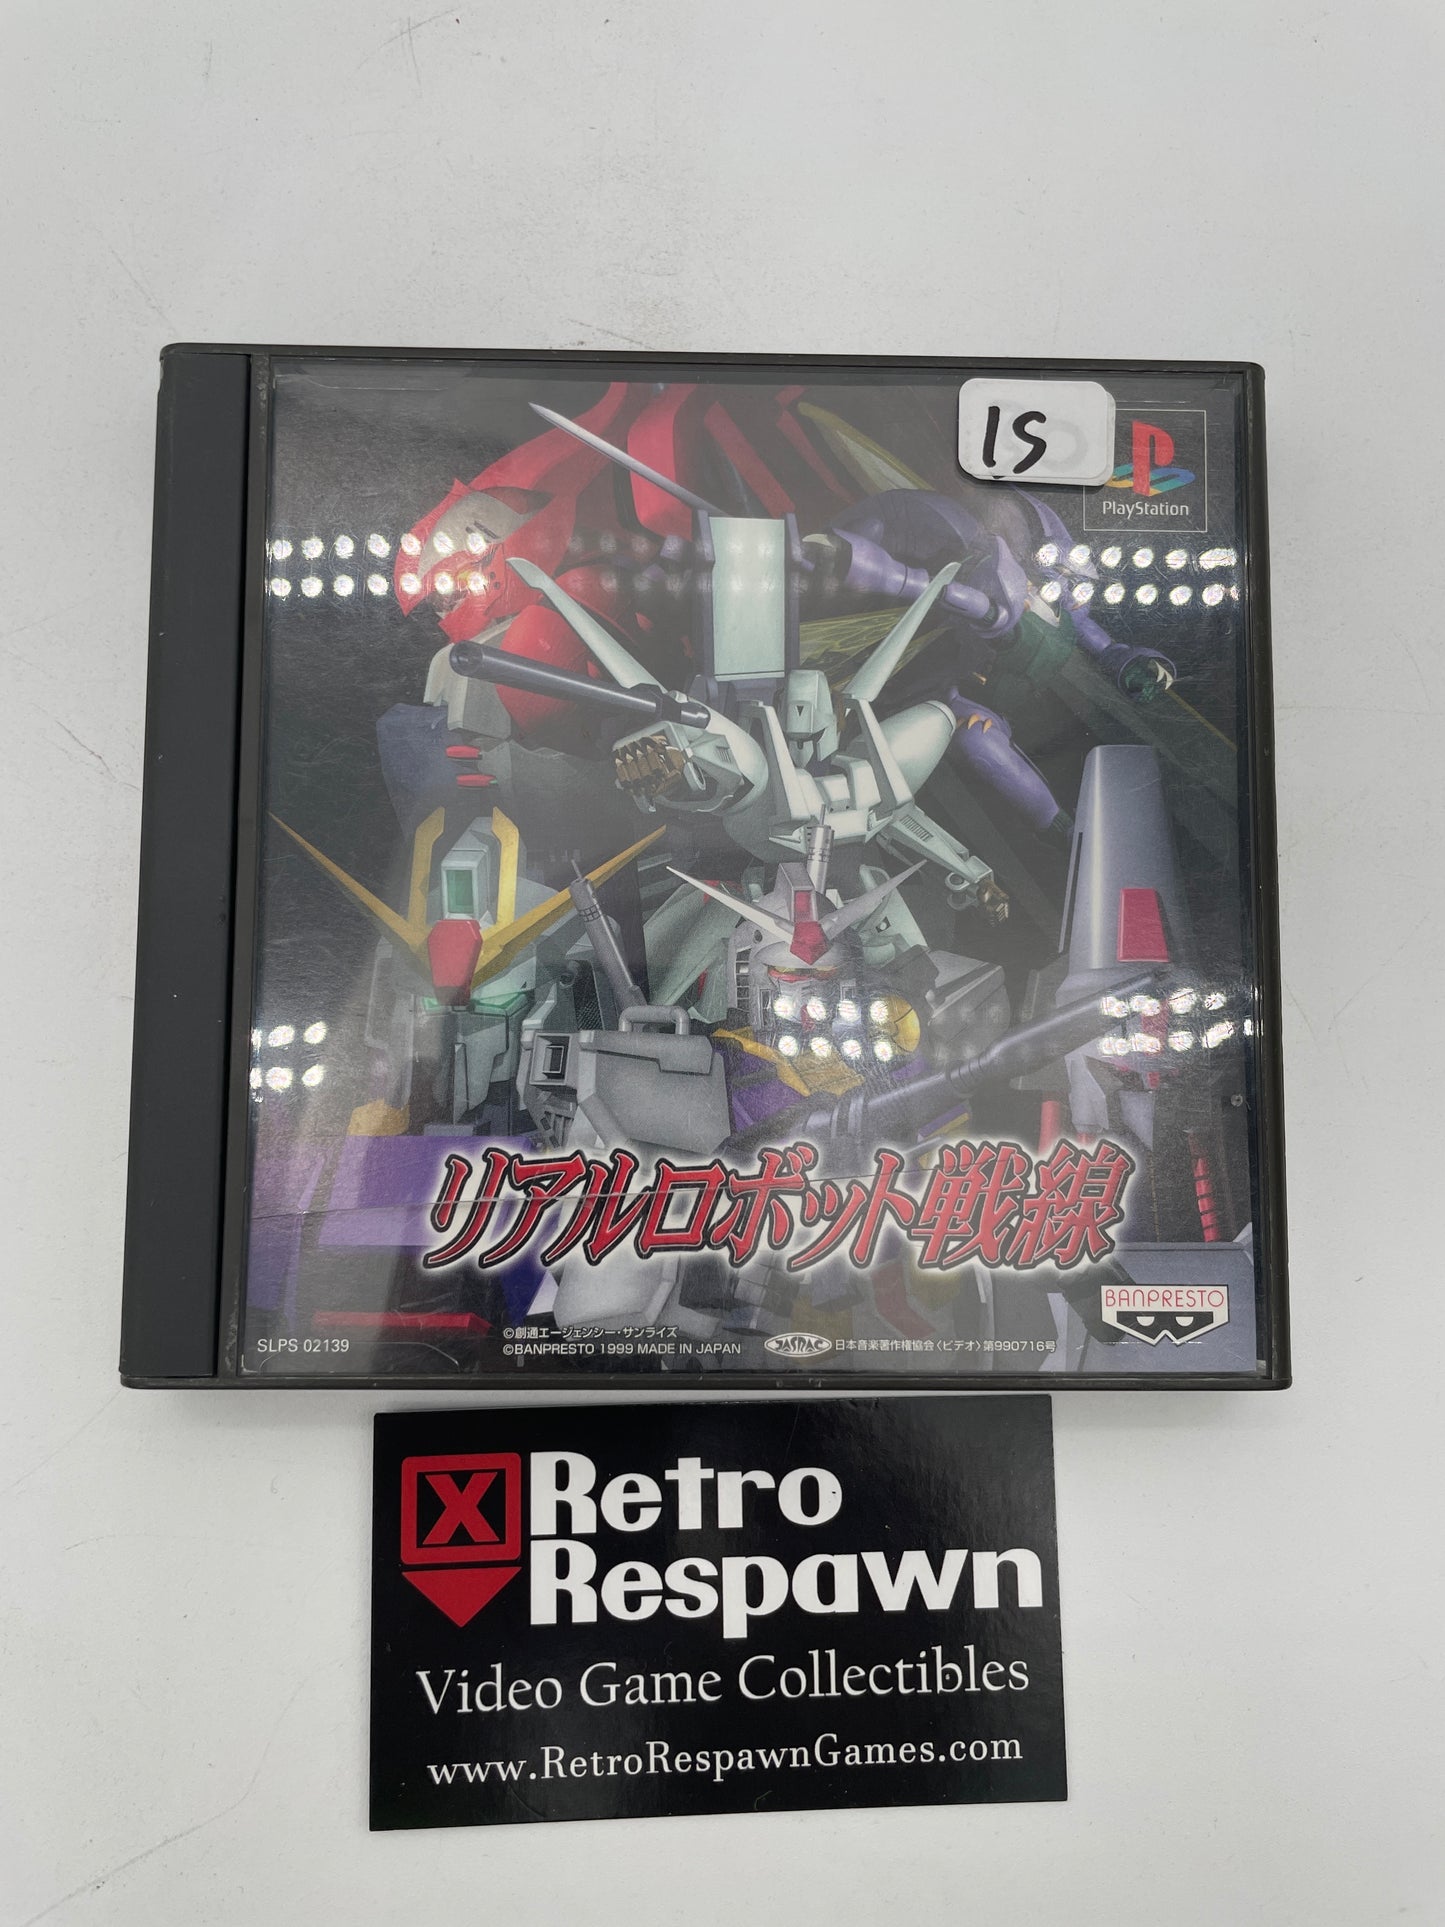 15
PlayStation
リアルロボット戦線
BANPRESTO
SLPS 02139
©創通エージェンシー・サンライズ
©BANPRESTO 1999 MADE IN JAPAN
JASRAC
日本音楽著作権協会〈ビデオ〉第990716号
X
Retro
Respawn
Video Game Collectibles
www.RetroRespawnGames.com